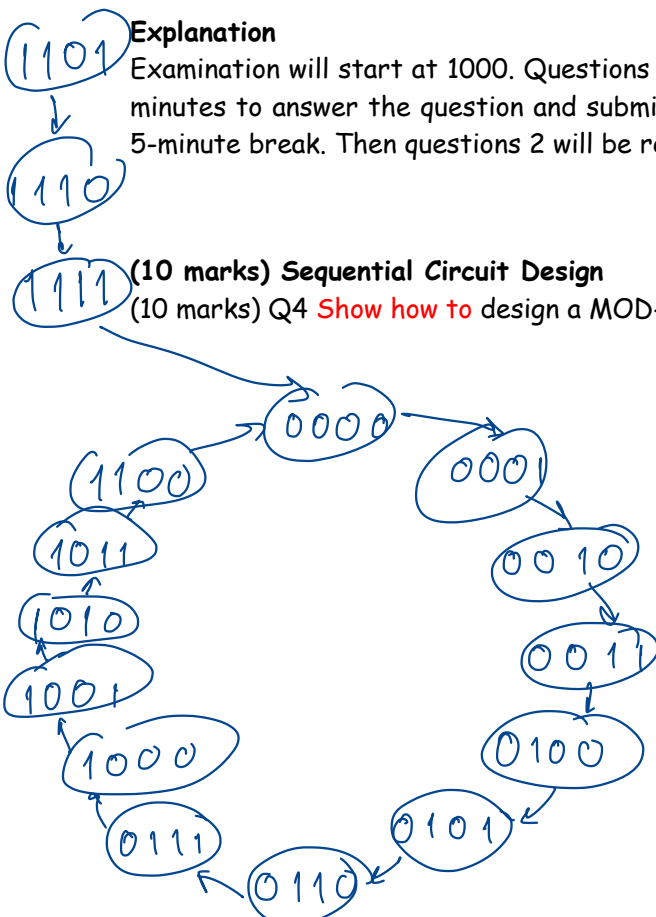 1101
Explanation
Examination will start at 1000. Questions
minutes to answer the question and submi
5-minute break. Then questions 2 will be r
1110
1111
(10 marks) Sequential Circuit Design
(10 marks) Q4 Show how to design a MOD-
0000
0001
0010
0011
0100
0101
0110
0111
1000
1001
1010
1011
1100